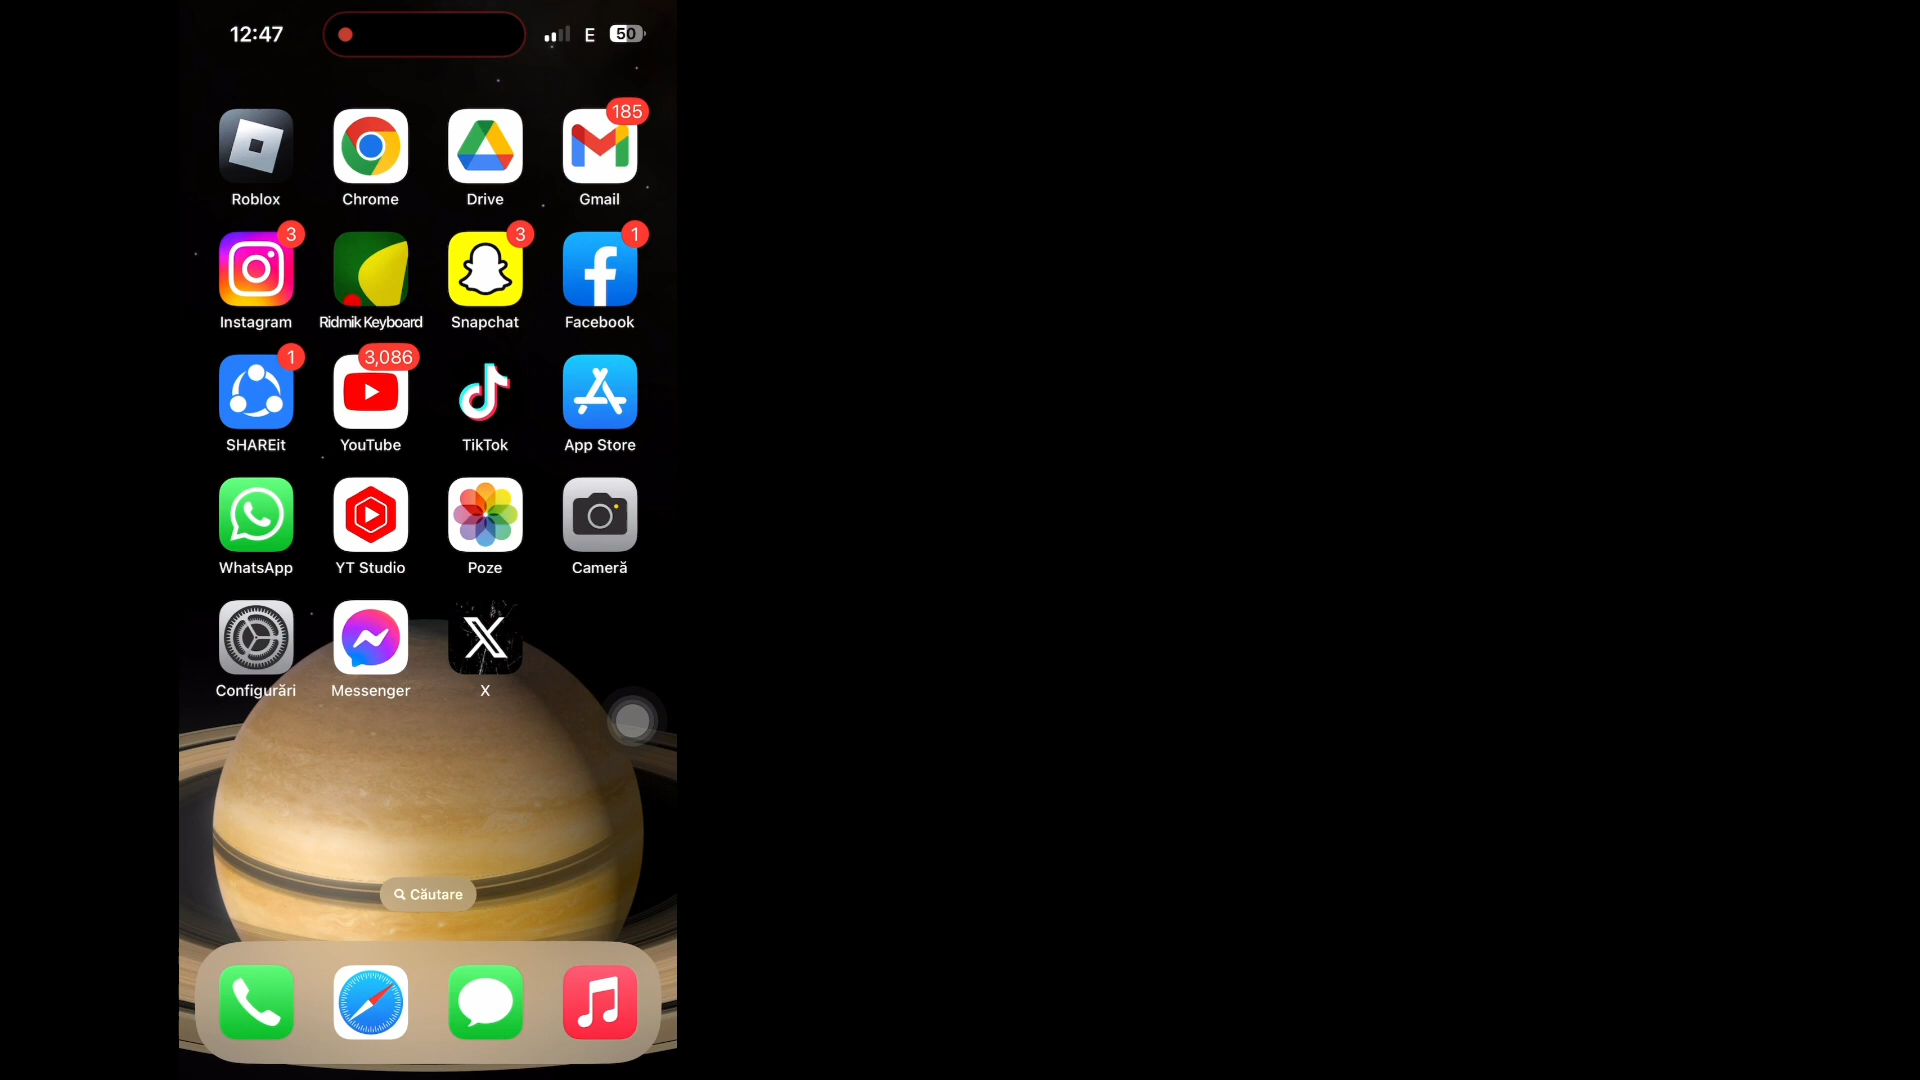 12:47 E 50
185
Roblox Chrome Drive Gmail
3 3 1
Instagram Ridmik Keyboard Snapchat Facebook
1 3,086
SHAREit YouTube TikTok App Store
WhatsApp YT Studio Poze Cameră
Configurări Messenger X
Căutare